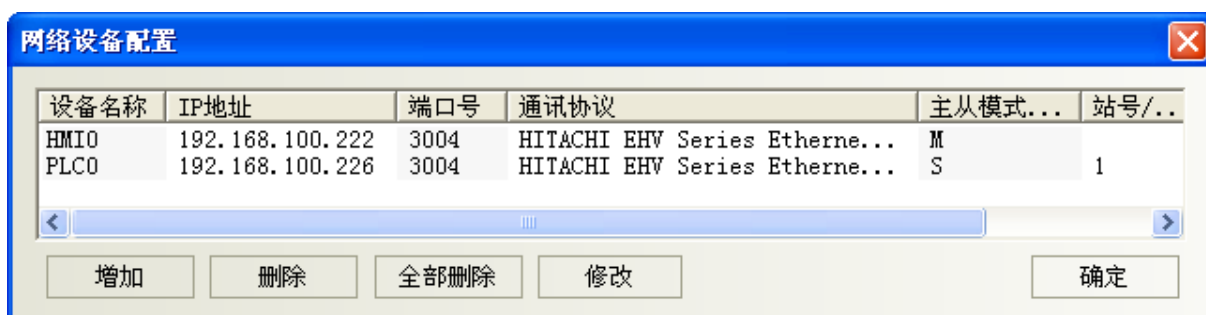 网络设备配置
设备名称 IP地址 端口号 通讯协议 主从模式... 站号/..
HMI0 192.168.100.222 3004 HITACHI EHV Series Etherne... M
PLC0 192.168.100.226 3004 HITACHI EHV Series Etherne... S 1
增加 删除 全部删除 修改 确定